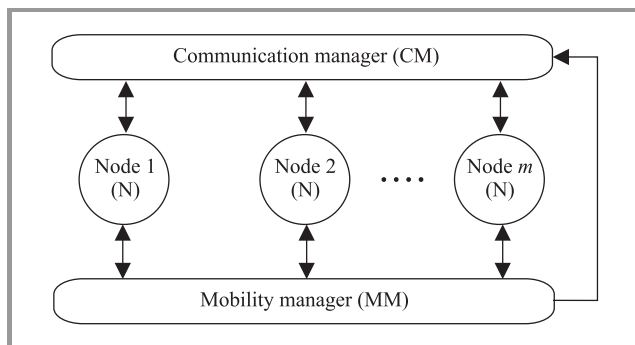 Communication manager (CM)
Node 1
(N)
Node 2
(N)
....
Node m
(N)
Mobility manager (MM)